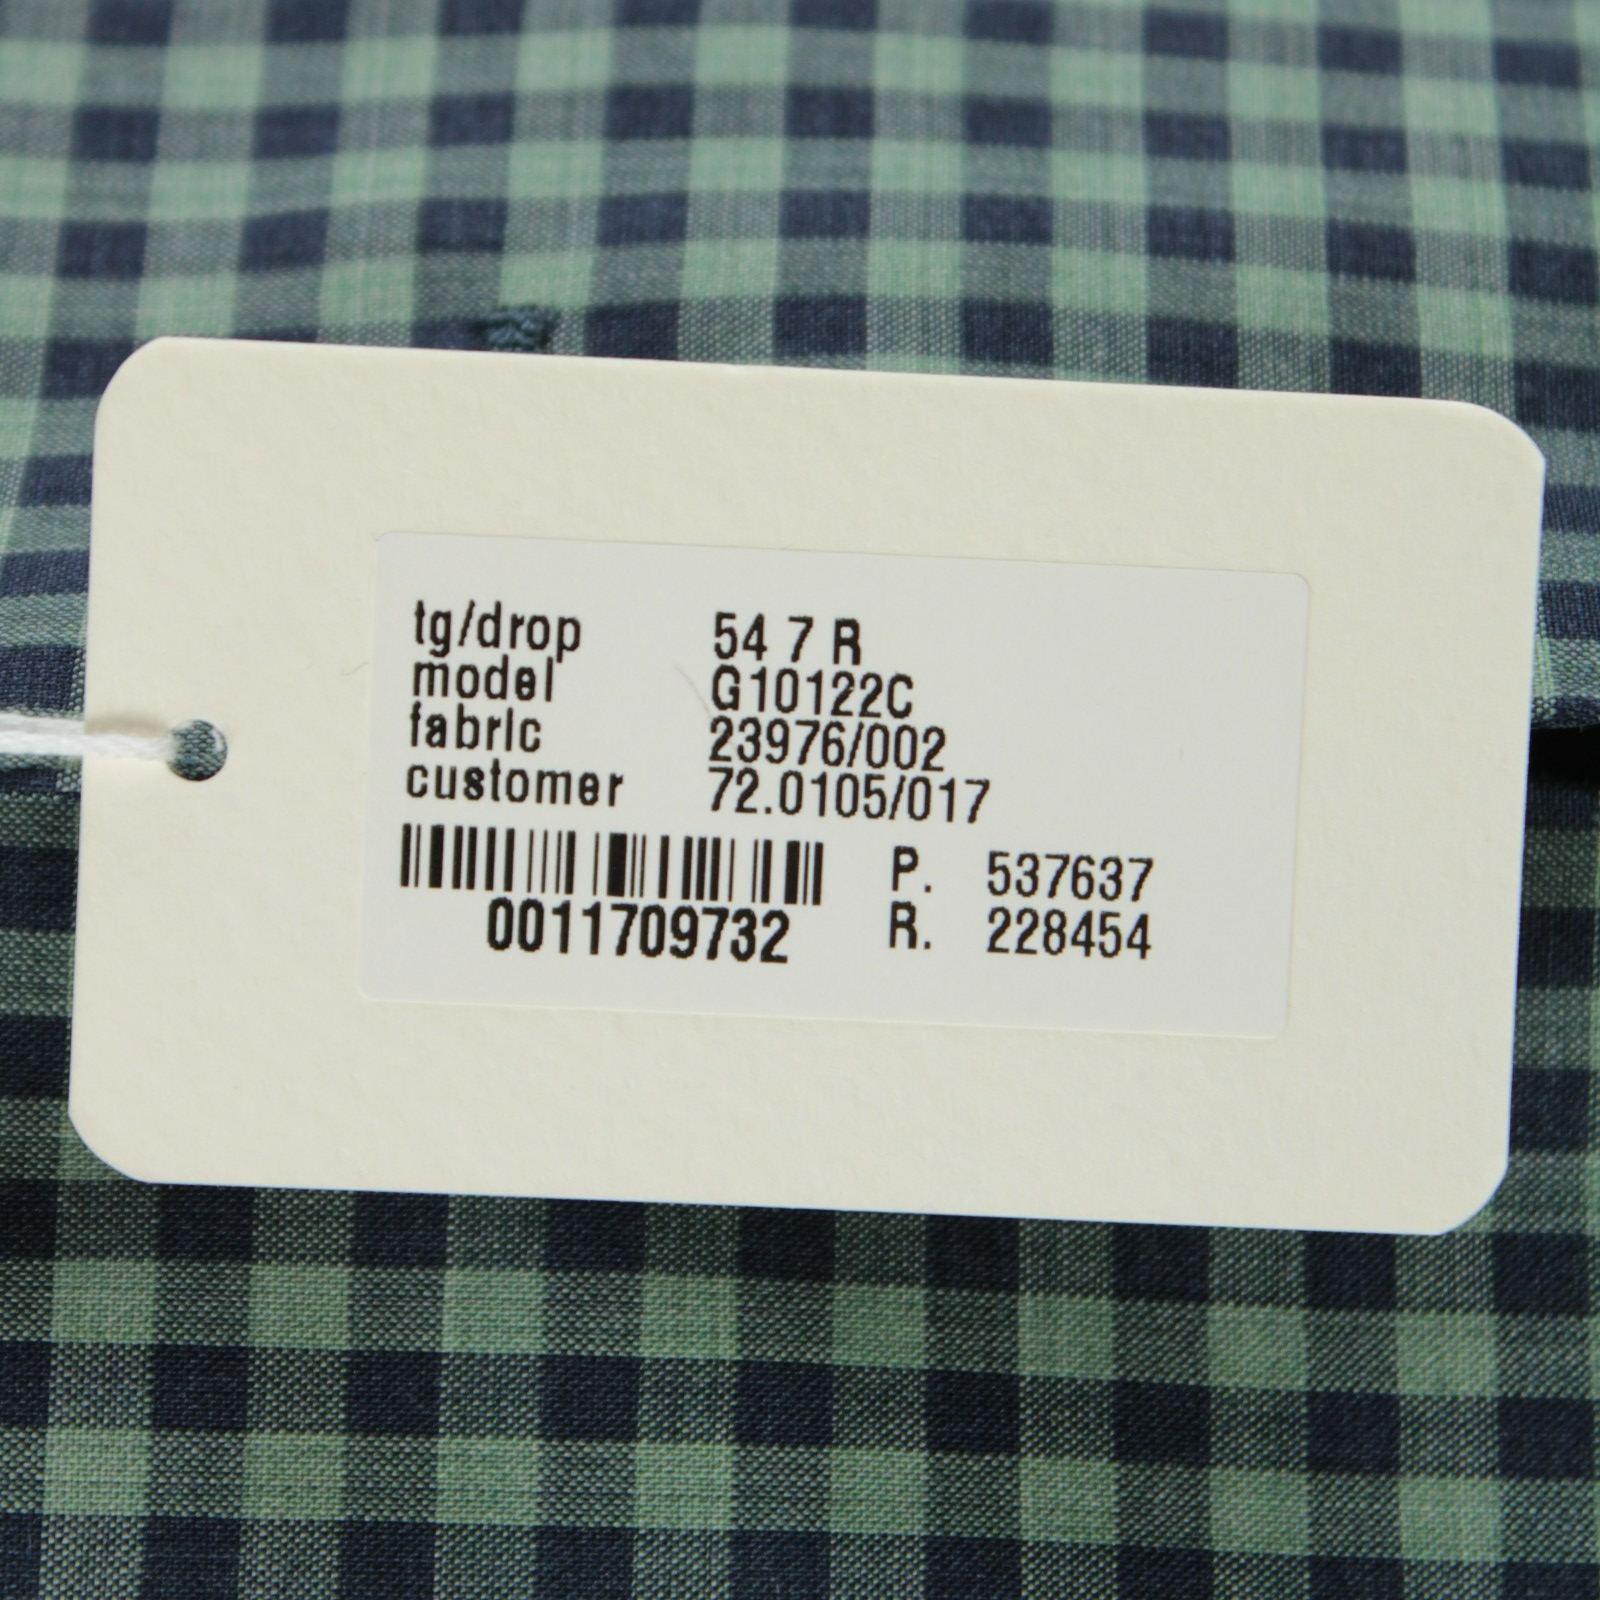 tg/drop 54 7 R
model G10122C
fabric 23976/002
customer 72.0105/017
P. 537637
0011709732 R. 228454